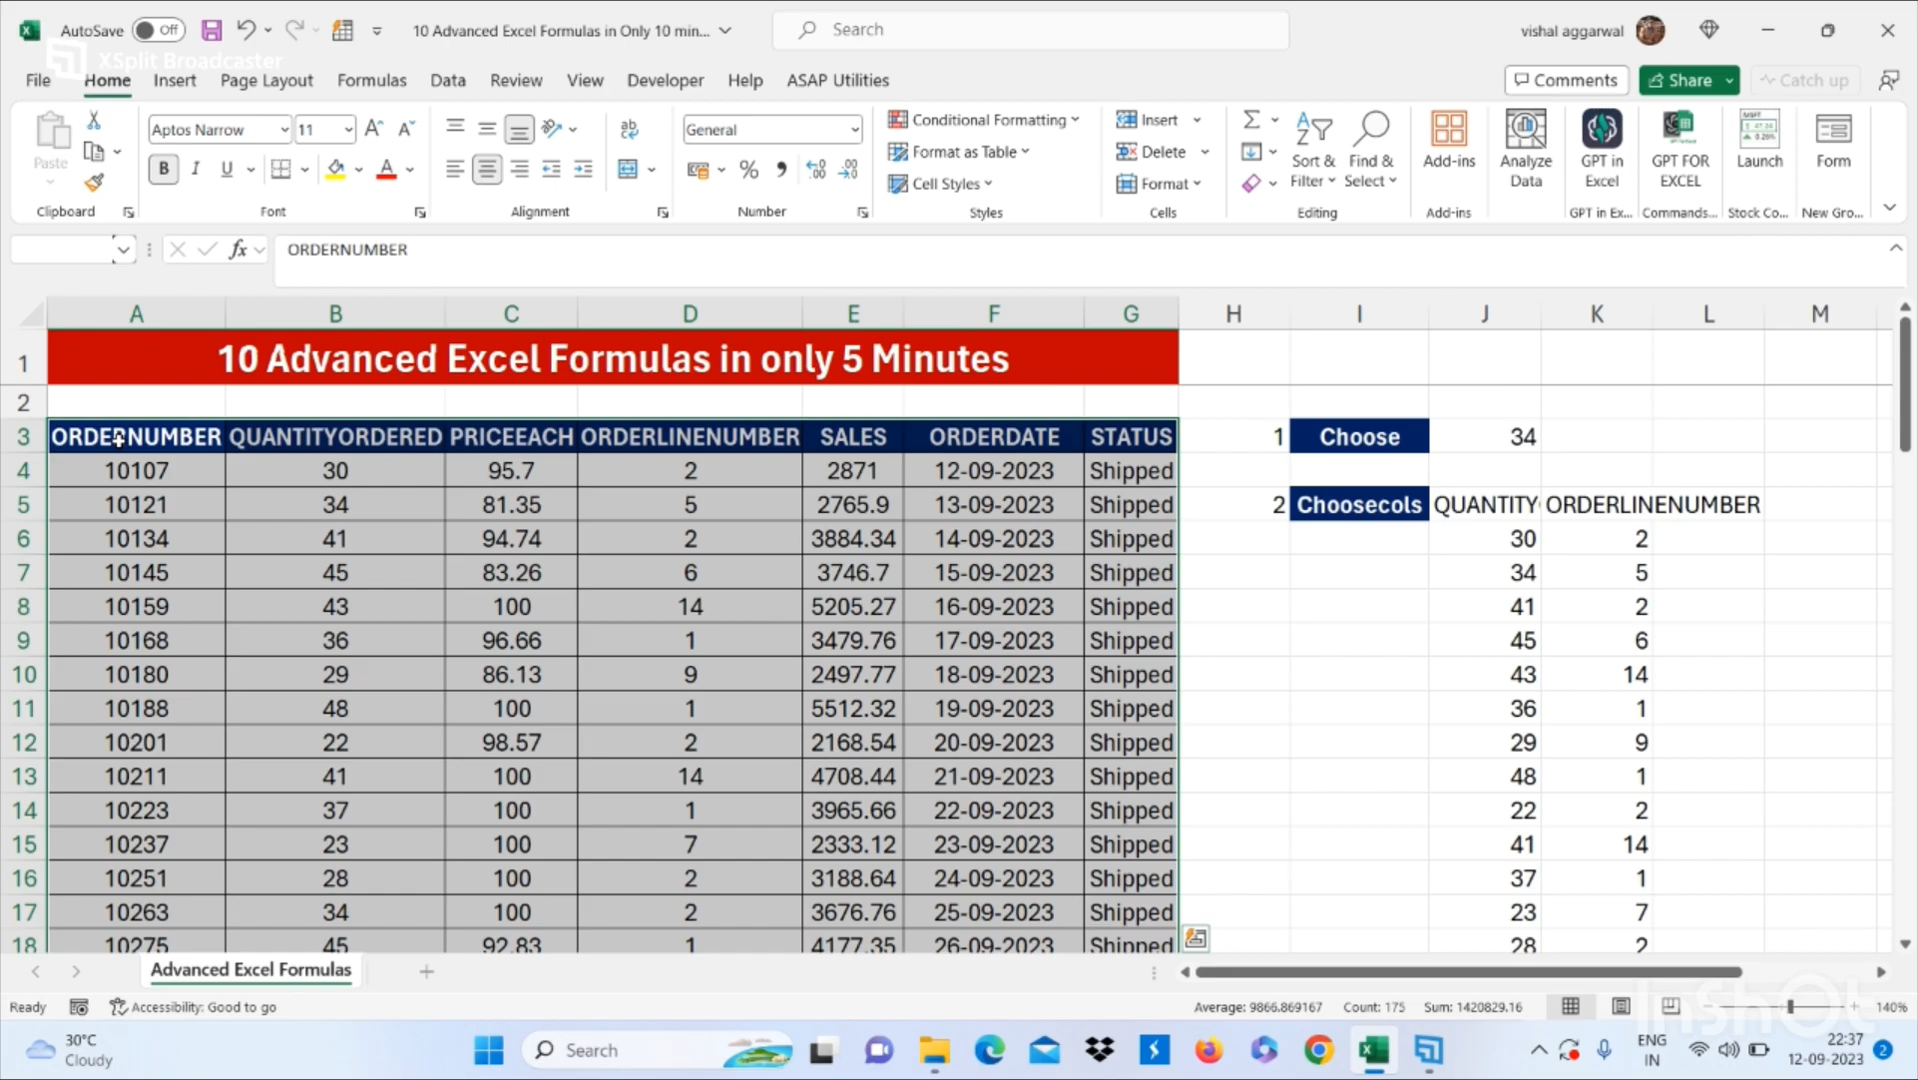 AutoSave Off 10 Advanced Excel Formulas in Only 10 min... Search vishal aggarwal
XSplit Broadcaster
File Home Insert Page Layout Formulas Data Review View Developer Help ASAP Utilities Comments Share Catch up
Paste Aptos Narrow 11 General Conditional Formatting Format as Table Cell Styles Insert Delete Format Sort & Filter Find & Select Add-ins Analyze Data GPT in Excel GPT FOR EXCEL Launch Form
Clipboard Font Alignment Number Styles Cells Editing Add-ins GPT in Ex... Commands... Stock Co... New Gro...
fx ORDERNUMBER
A B C D E F G H I J K L M
1 10 Advanced Excel Formulas in only 5 Minutes
2
3 ORDERNUMBER QUANTITYORDERED PRICEEACH ORDERLINENUMBER SALES ORDERDATE STATUS 1 Choose 34
4 10107 30 95.7 2 2871 12-09-2023 Shipped
5 10121 34 81.35 5 2765.9 13-09-2023 Shipped 2 Choosecols QUANTITY ORDERLINENUMBER
6 10134 41 94.74 2 3884.34 14-09-2023 Shipped 30 2
7 10145 45 83.26 6 3746.7 15-09-2023 Shipped 34 5
8 10159 43 100 14 5205.27 16-09-2023 Shipped 41 2
9 10168 36 96.66 1 3479.76 17-09-2023 Shipped 45 6
10 10180 29 86.13 9 2497.77 18-09-2023 Shipped 43 14
11 10188 48 100 1 5512.32 19-09-2023 Shipped 36 1
12 10201 22 98.57 2 2168.54 20-09-2023 Shipped 29 9
13 10211 41 100 14 4708.44 21-09-2023 Shipped 48 1
14 10223 37 100 1 3965.66 22-09-2023 Shipped 22 2
15 10237 23 100 7 2333.12 23-09-2023 Shipped 41 14
16 10251 28 100 2 3188.64 24-09-2023 Shipped 37 1
17 10263 34 100 2 3676.76 25-09-2023 Shipped 23 7
18 10275 45 92.83 1 4177.35 26-09-2023 Shipped 28 2
Advanced Excel Formulas
Ready Accessibility: Good to go Average: 9866.869167 Count: 175 Sum: 1420829.16 140%
InShOt
30°C Search ENG 22:37
Cloudy IN 12-09-2023 2